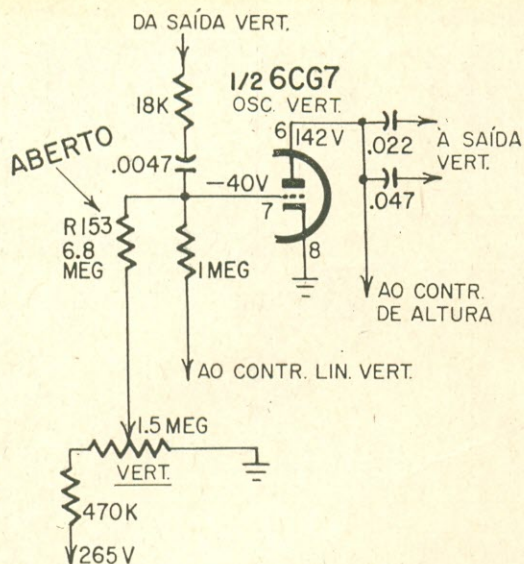 DA SAÍDA VERT.
1/2 6CG7
OSC. VERT.
18K
6
142V
.022
À SAÍDA
VERT.
ABERTO
.0047
-40V
.047
7
R153
6.8
MEG
8
1 MEG
AO CONTR.
DE ALTURA
AO CONTR. LIN. VERT.
1.5 MEG
VERT.
470K
265V